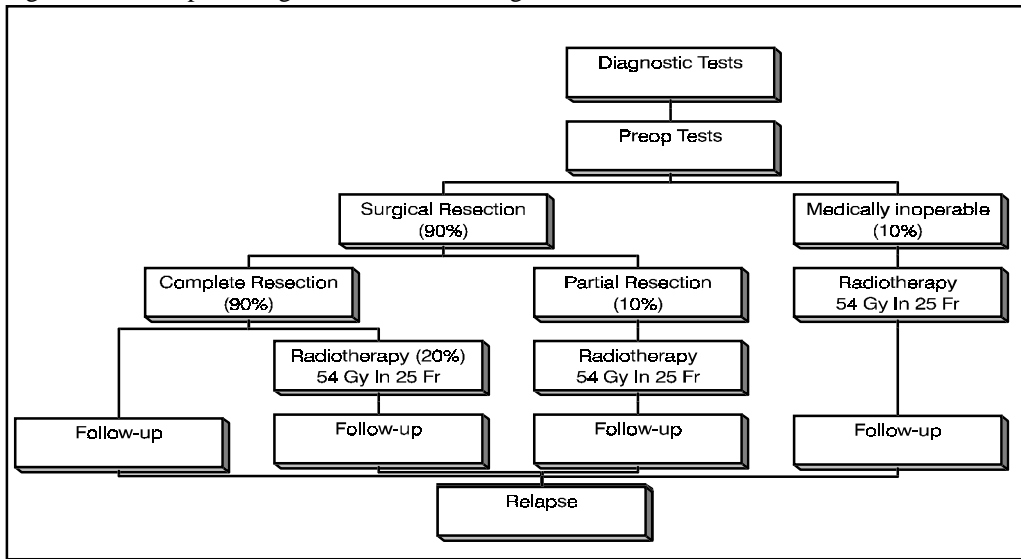 Diagnostic Tests
Preop Tests
Surgical Resection
(90%)
Medically inoperable
(10%)
Complete Resection
(90%)
Partial Resection
(10%)
Radiotherapy
54 Gy In 25 Fr
Radiotherapy (20%)
54 Gy In 25 Fr
Radiotherapy
54 Gy In 25 Fr
Follow-up
Follow-up
Follow-up
Follow-up
Relapse